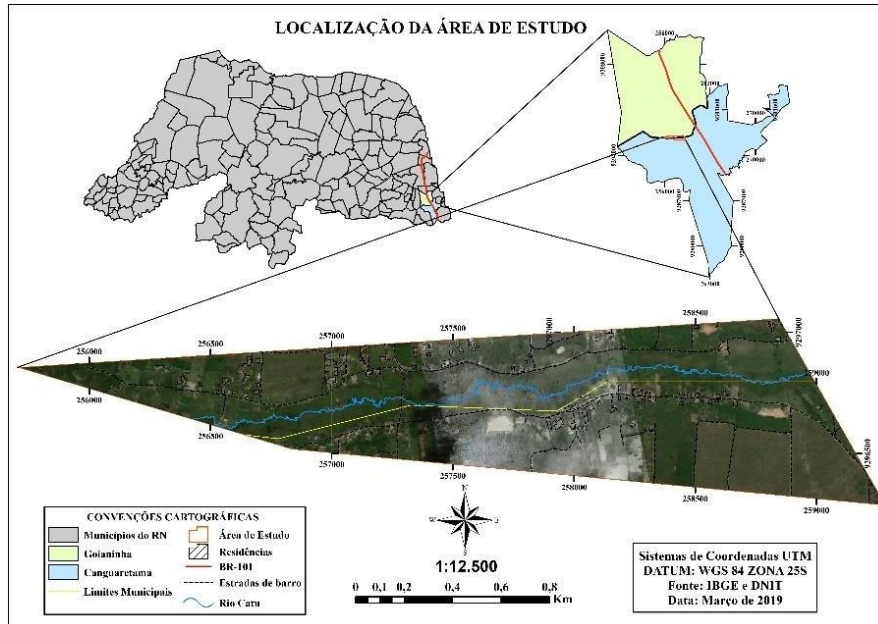 LOCALIZAÇÃO DA ÁREA DE ESTUDO
256000
256000
256500
257000
257500
258500
256000
256500
257000
257500
258000
258500
259000
259000
9297000
9296500
CONVENÇÕES CARTOGRÁFICAS
Municípios do RN
Goianinha
Canguaretama
Limites Municipais
Área de Estudo
Residências
BR-101
Estradas de barro
Rio Catu
N
W
E
S
1:12.500
0 0,1 0,2 0,4 0,6 0,8
Km
Sistemas de Coordenadas UTM
DATUM: WGS 84 ZONA 25S
Fonte: IBGE e DNIT
Data: Março de 2019